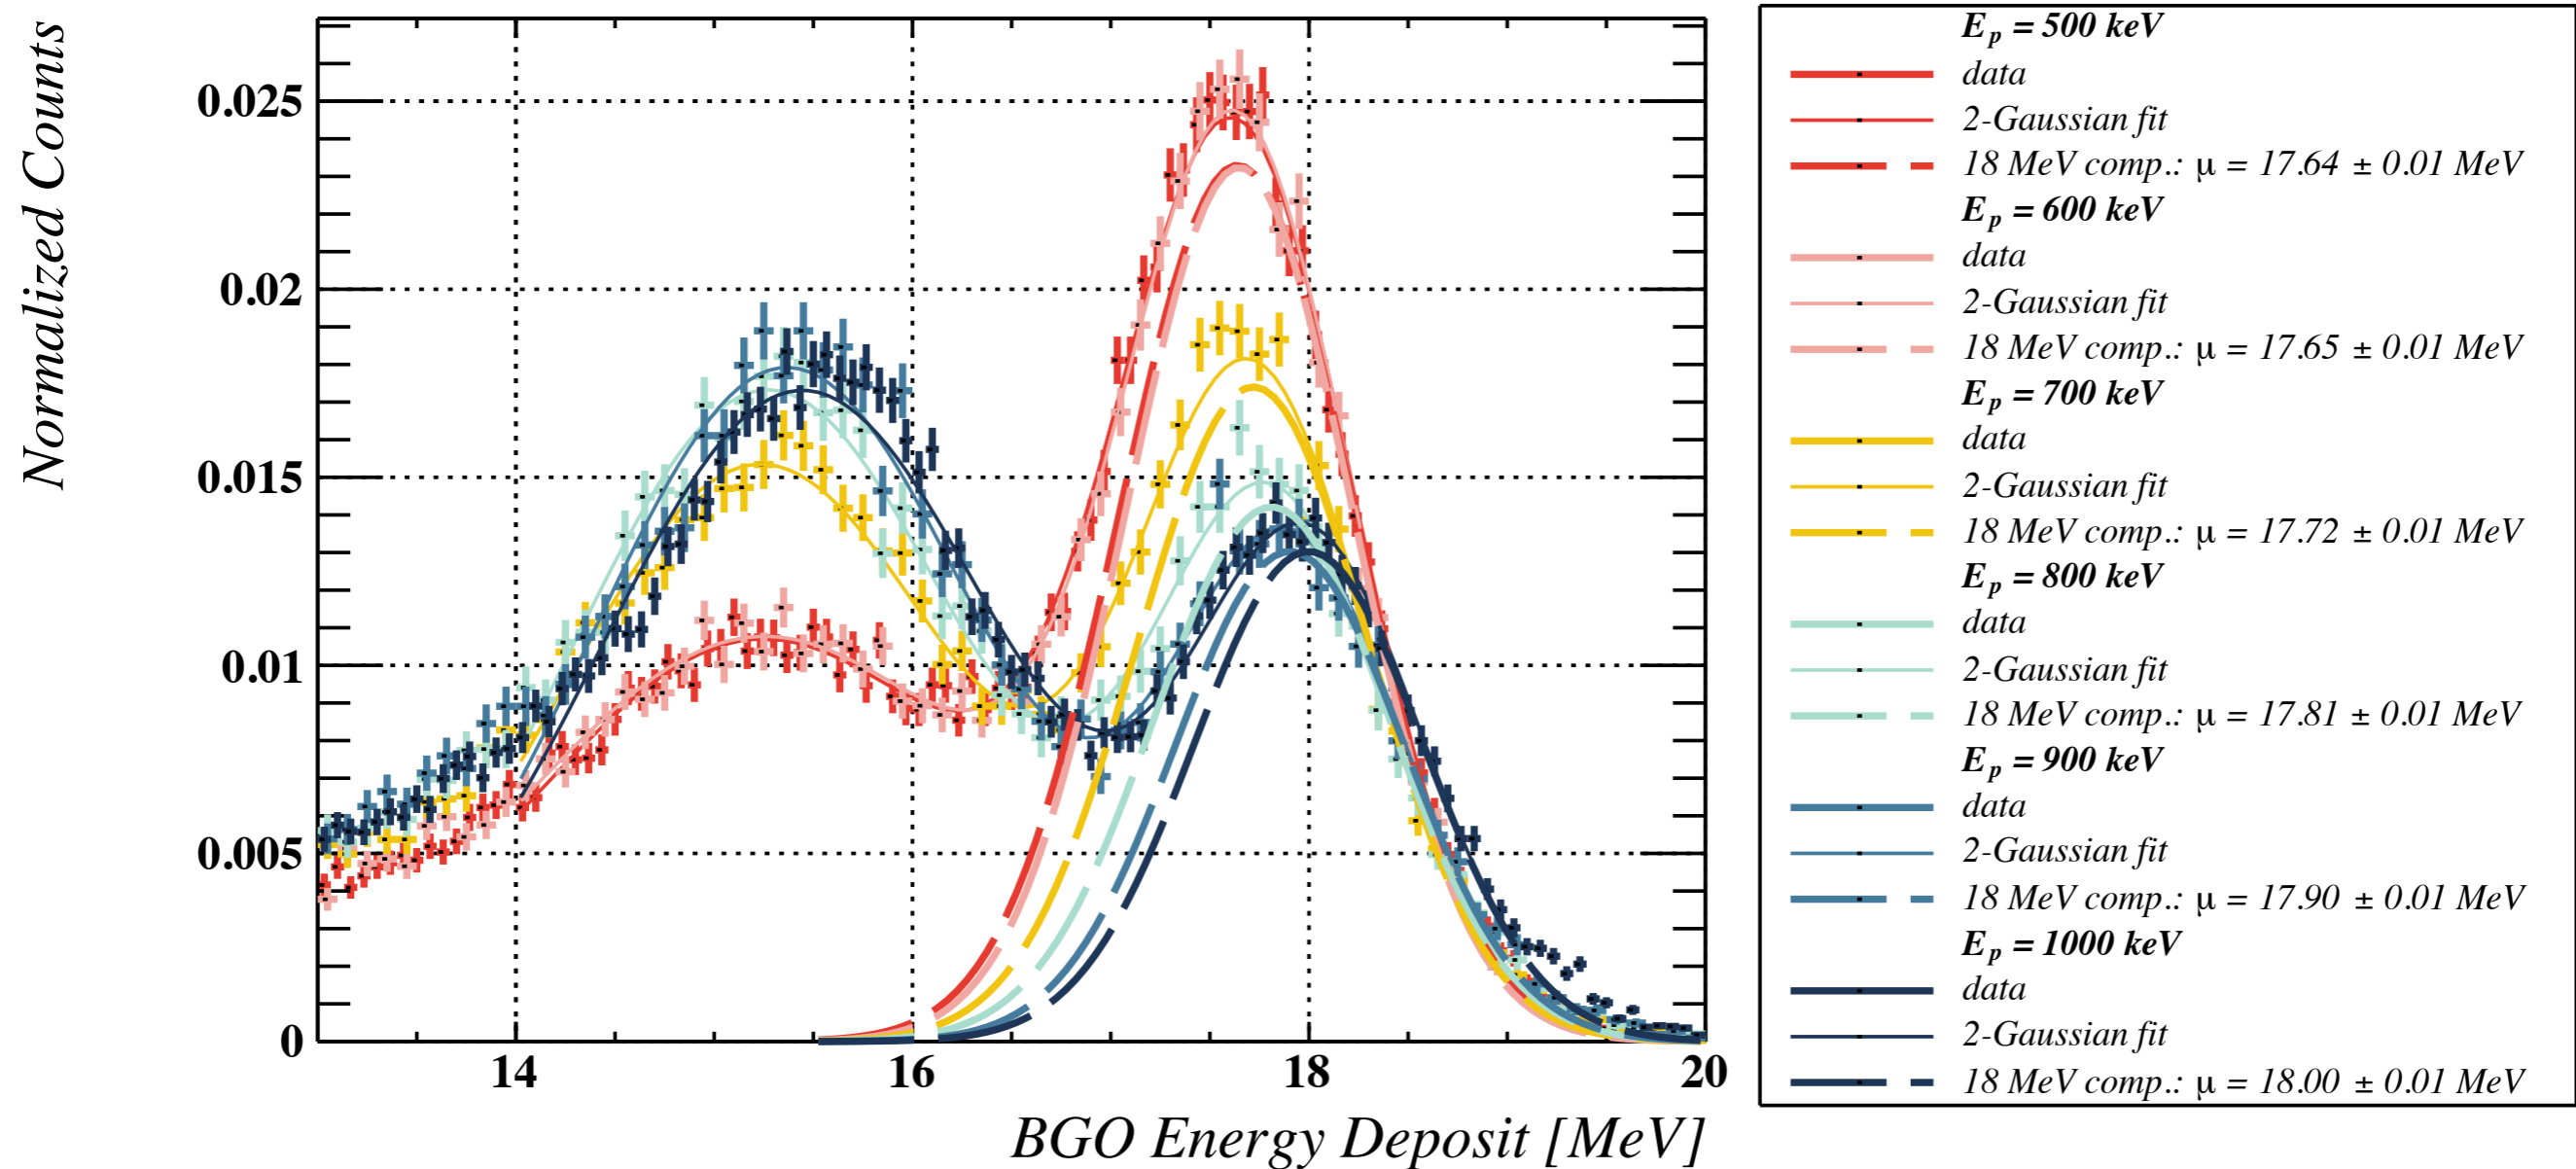 Normalized Counts
0.025
0.02
0.015
0.01
0.005
0
14
16
18
20
BGO Energy Deposit [MeV]
E_p = 500 keV
data
2-Gaussian fit
18 MeV comp.: μ = 17.64 ± 0.01 MeV
E_p = 600 keV
data
2-Gaussian fit
18 MeV comp.: μ = 17.65 ± 0.01 MeV
E_p = 700 keV
data
2-Gaussian fit
18 MeV comp.: μ = 17.72 ± 0.01 MeV
E_p = 800 keV
data
2-Gaussian fit
18 MeV comp.: μ = 17.81 ± 0.01 MeV
E_p = 900 keV
data
2-Gaussian fit
18 MeV comp.: μ = 17.90 ± 0.01 MeV
E_p = 1000 keV
data
2-Gaussian fit
18 MeV comp.: μ = 18.00 ± 0.01 MeV